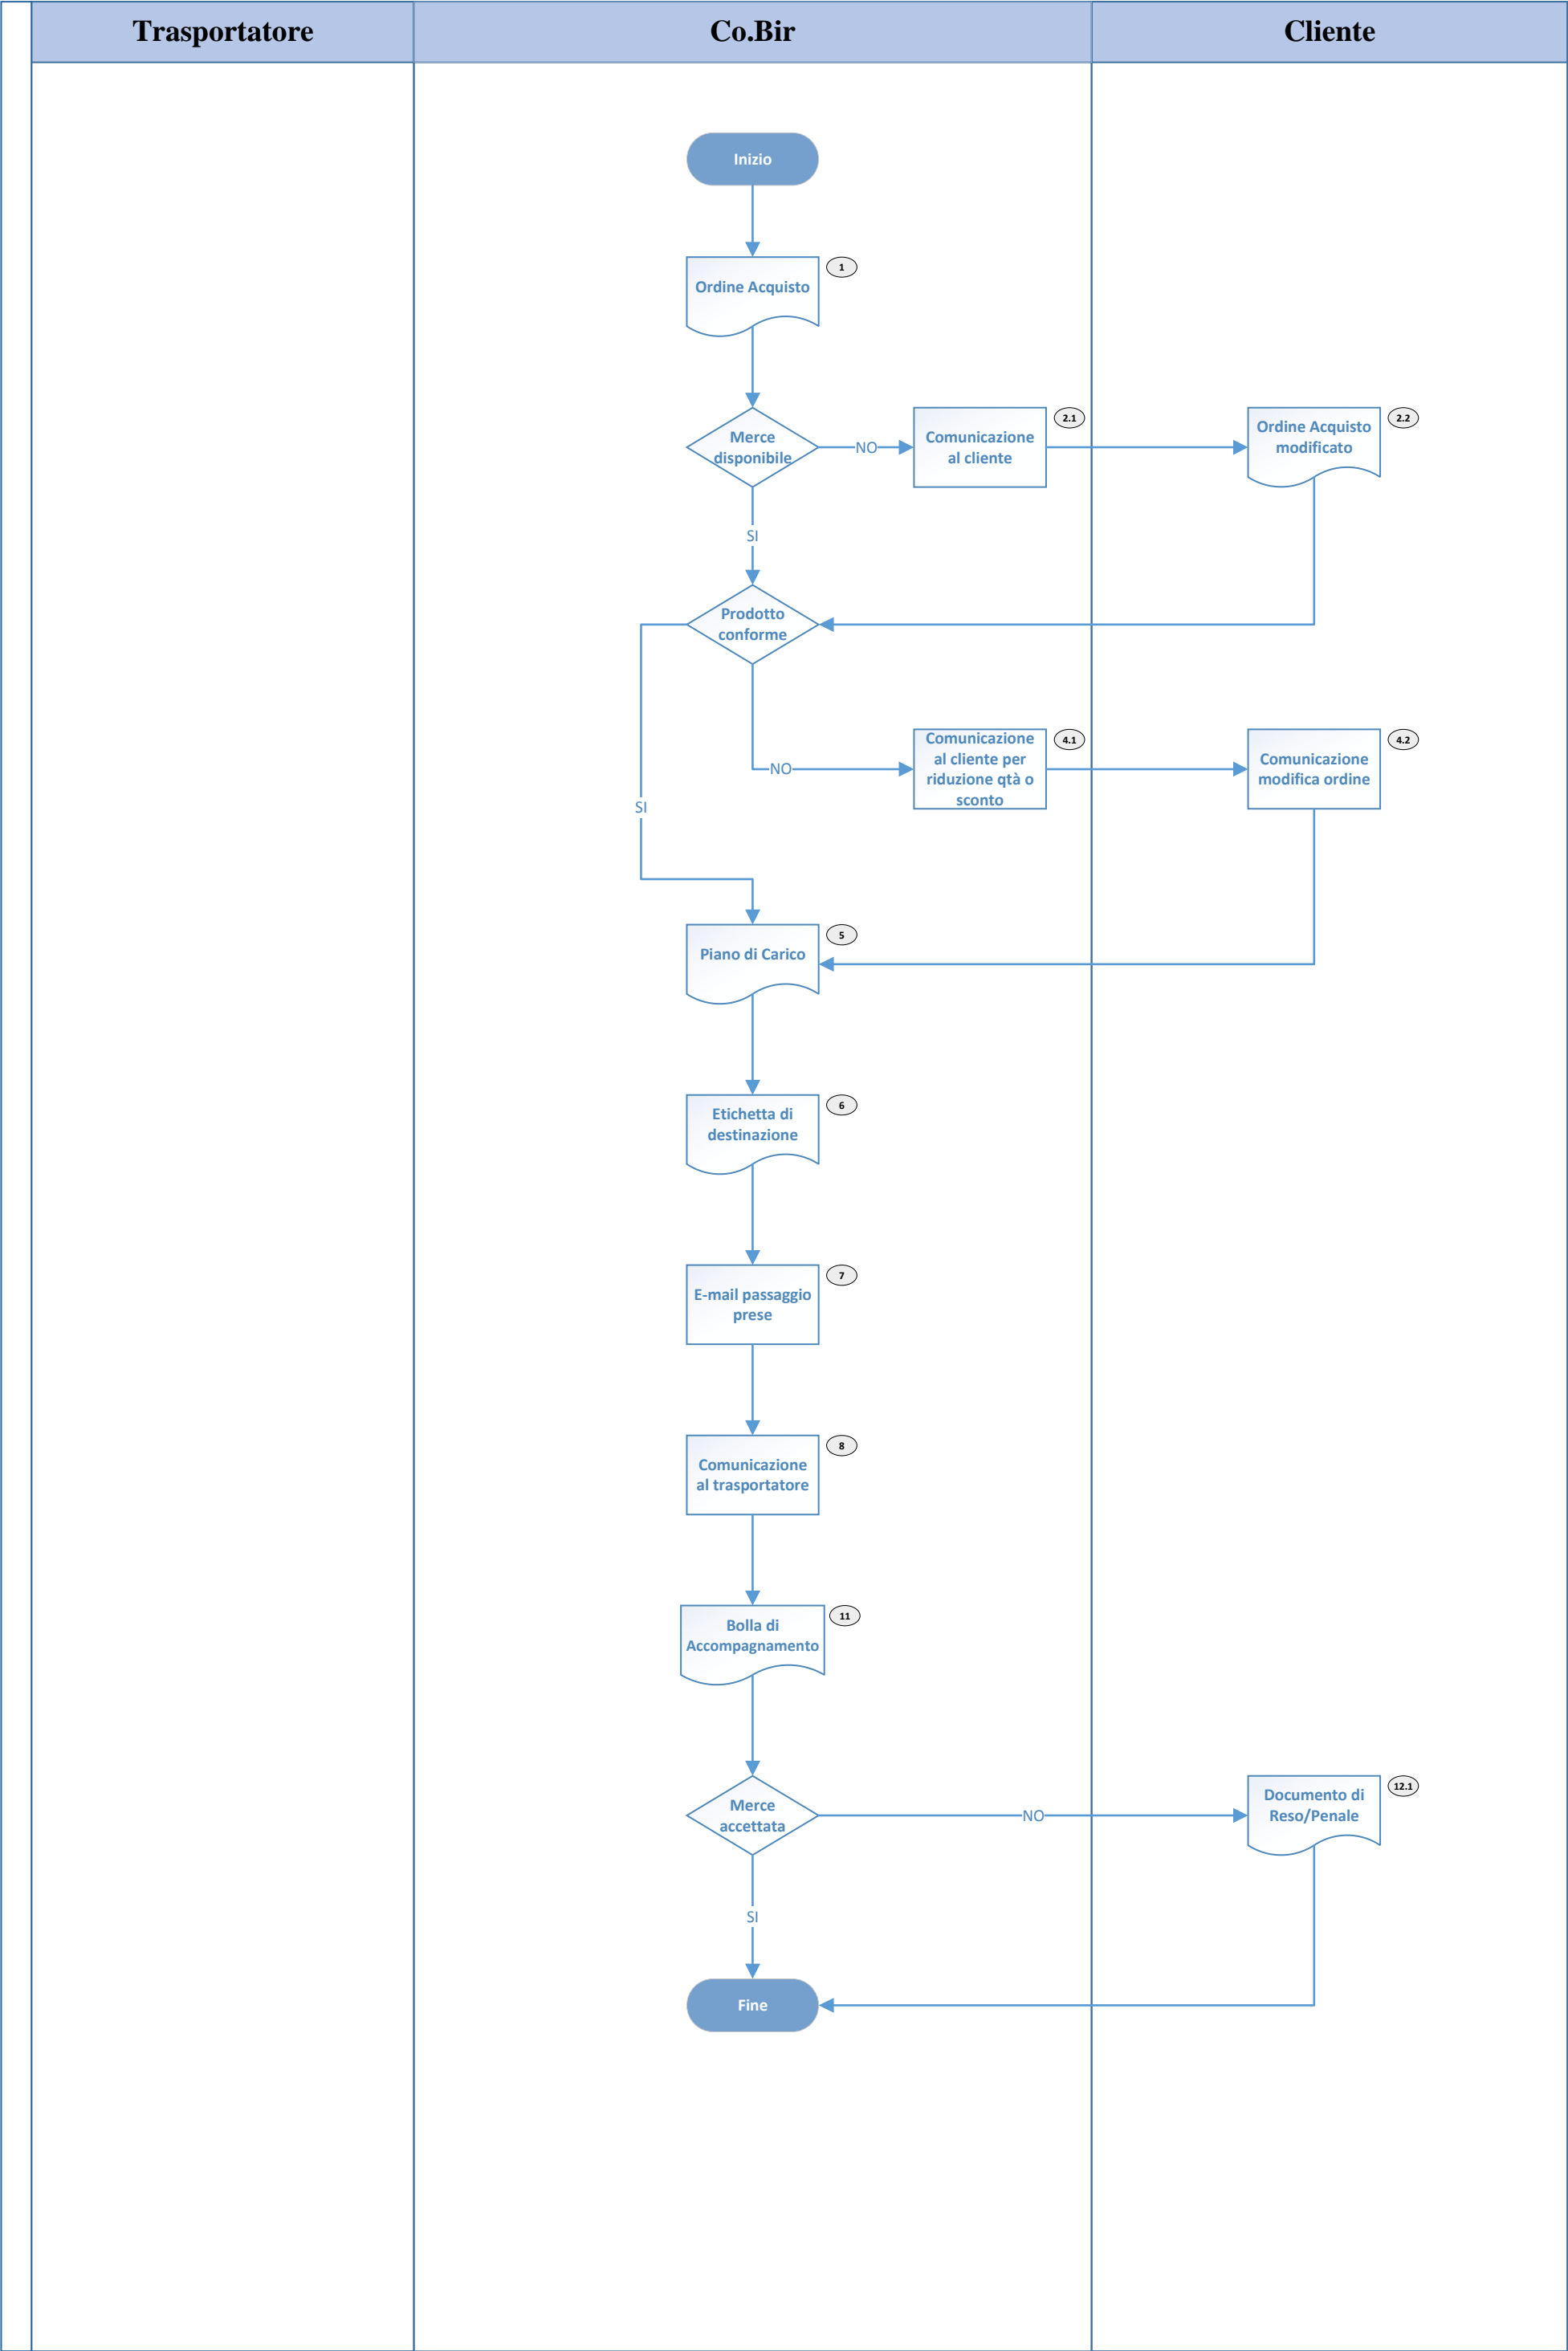 Trasportatore
Co.Bir
Cliente
Inizio
1
Ordine Acquisto
Merce
disponibile
NO
Comunicazione
al cliente
2.1
Ordine Acquisto
modificato
2.2
SI
Prodotto
conforme
NO
Comunicazione
al cliente per
riduzione qtà o
sconto
4.1
Comunicazione
modifica ordine
4.2
SI
Piano di Carico
5
Etichetta di
destinazione
6
E-mail passaggio
prese
7
Comunicazione
al trasportatore
8
Bolla di
Accompagnamento
11
Merce
accettata
NO
Documento di
Reso/Penale
12.1
SI
Fine